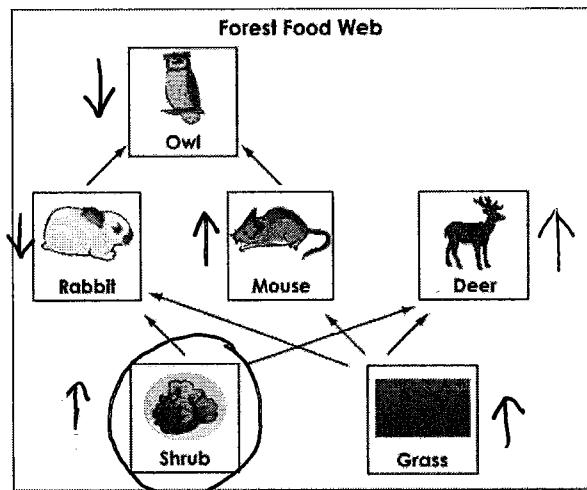 Forest Food Web
Owl
Rabbit
Mouse
Deer
Shrub
Grass